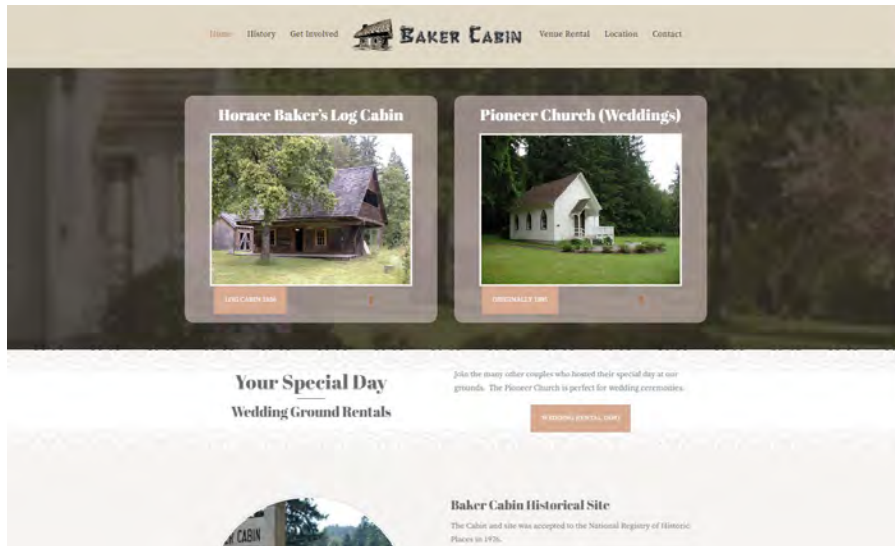 Home History Get Involved BAKER CABIN Venue Rental Location Contact
Horace Baker's Log Cabin
Pioneer Church (Weddings)
LOG CABIN 1856
ORIGINALLY 1895
Your Special Day
Wedding Ground Rentals
Join the many other couples who hosted their special day at our
grounds. The Pioneer Church is perfect for wedding ceremonies.
WEDDING RENTAL INFO
Baker Cabin Historical Site
The Cabin and site was accepted to the National Registry of Historic
Places in 1976.
CABIN